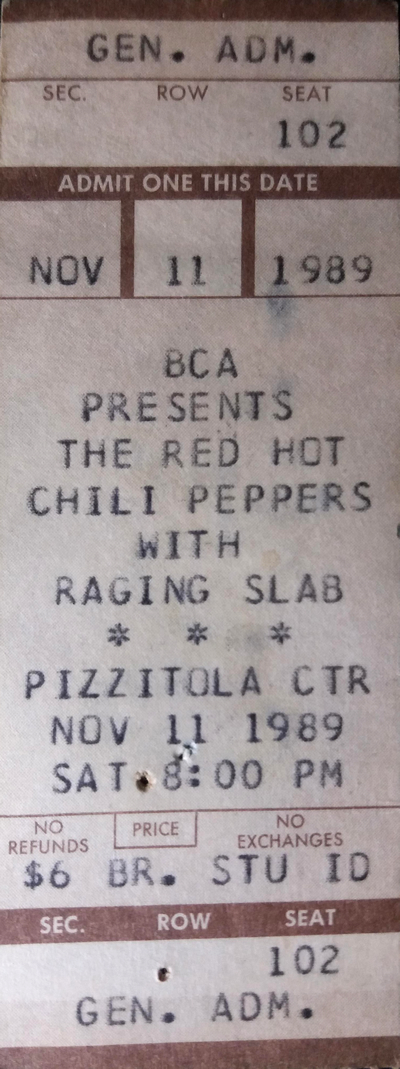 GEN. ADM.
SEC. ROW SEAT
102
ADMIT ONE THIS DATE
NOV 11 1989
BCA
PRESENTS
THE RED HOT
CHILI PEPPERS
WITH
RAGING SLAB
* * *
PIZZITOLA CTR
NOV 11 1989
SAT. 8:00 PM
NO REFUNDS PRICE NO EXCHANGES
$6 BR. STU ID
SEC. ROW SEAT
102
GEN. ADM.